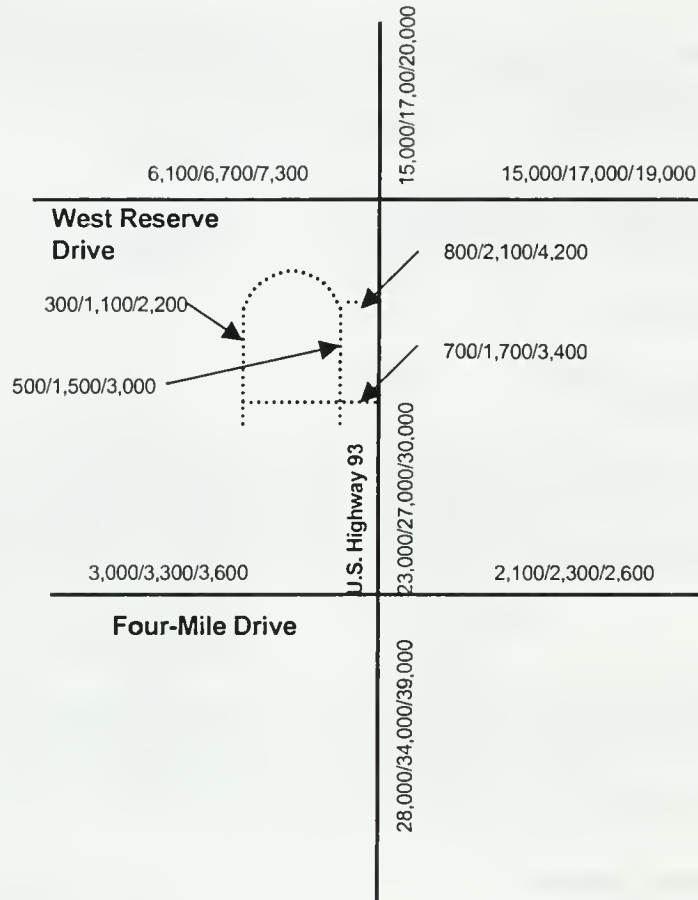 15,000/17,00/20,000
6,100/6,700/7,300
15,000/17,000/19,000
West Reserve
Drive
800/2,100/4,200
300/1,100/2,200
700/1,700/3,400
500/1,500/3,000
U.S. Highway 93
23,000/27,000/30,000
3,000/3,300/3,600
2,100/2,300/2,600
Four-Mile Drive
28,000/34,000/39,000